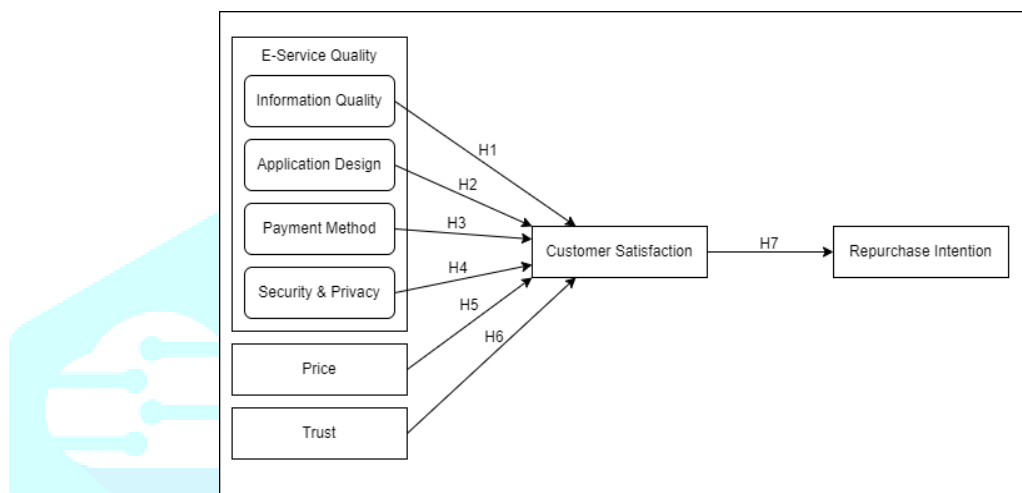 E-Service Quality
Information Quality
H1
Application Design
H2
Payment Method
H3
Customer Satisfaction
H7
Repurchase Intention
Security & Privacy
H4
H5
H6
Price
Trust